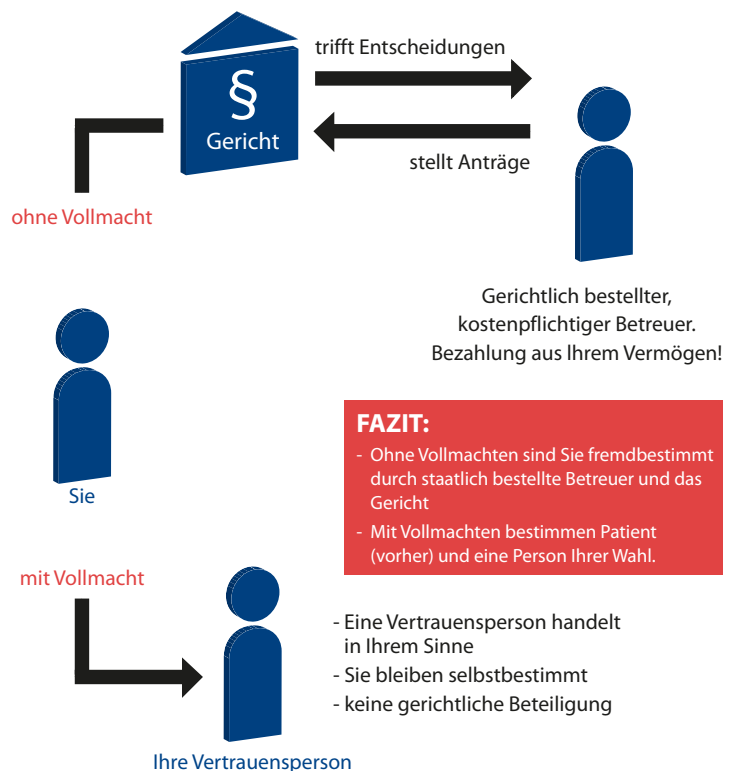 trifft Entscheidungen
§
Gericht
stellt Anträge
ohne Vollmacht
Gerichtlich bestellter,
kostenpflichtiger Betreuer.
Bezahlung aus Ihrem Vermögen!
Sie
FAZIT:
- Ohne Vollmachten sind Sie fremdbestimmt
durch staatlich bestellte Betreuer und das
Gericht
- Mit Vollmachten bestimmen Patient
(vorher) und eine Person Ihrer Wahl.
mit Vollmacht
- Eine Vertrauensperson handelt
in Ihrem Sinne
- Sie bleiben selbstbestimmt
- keine gerichtliche Beteiligung
Ihre Vertrauensperson